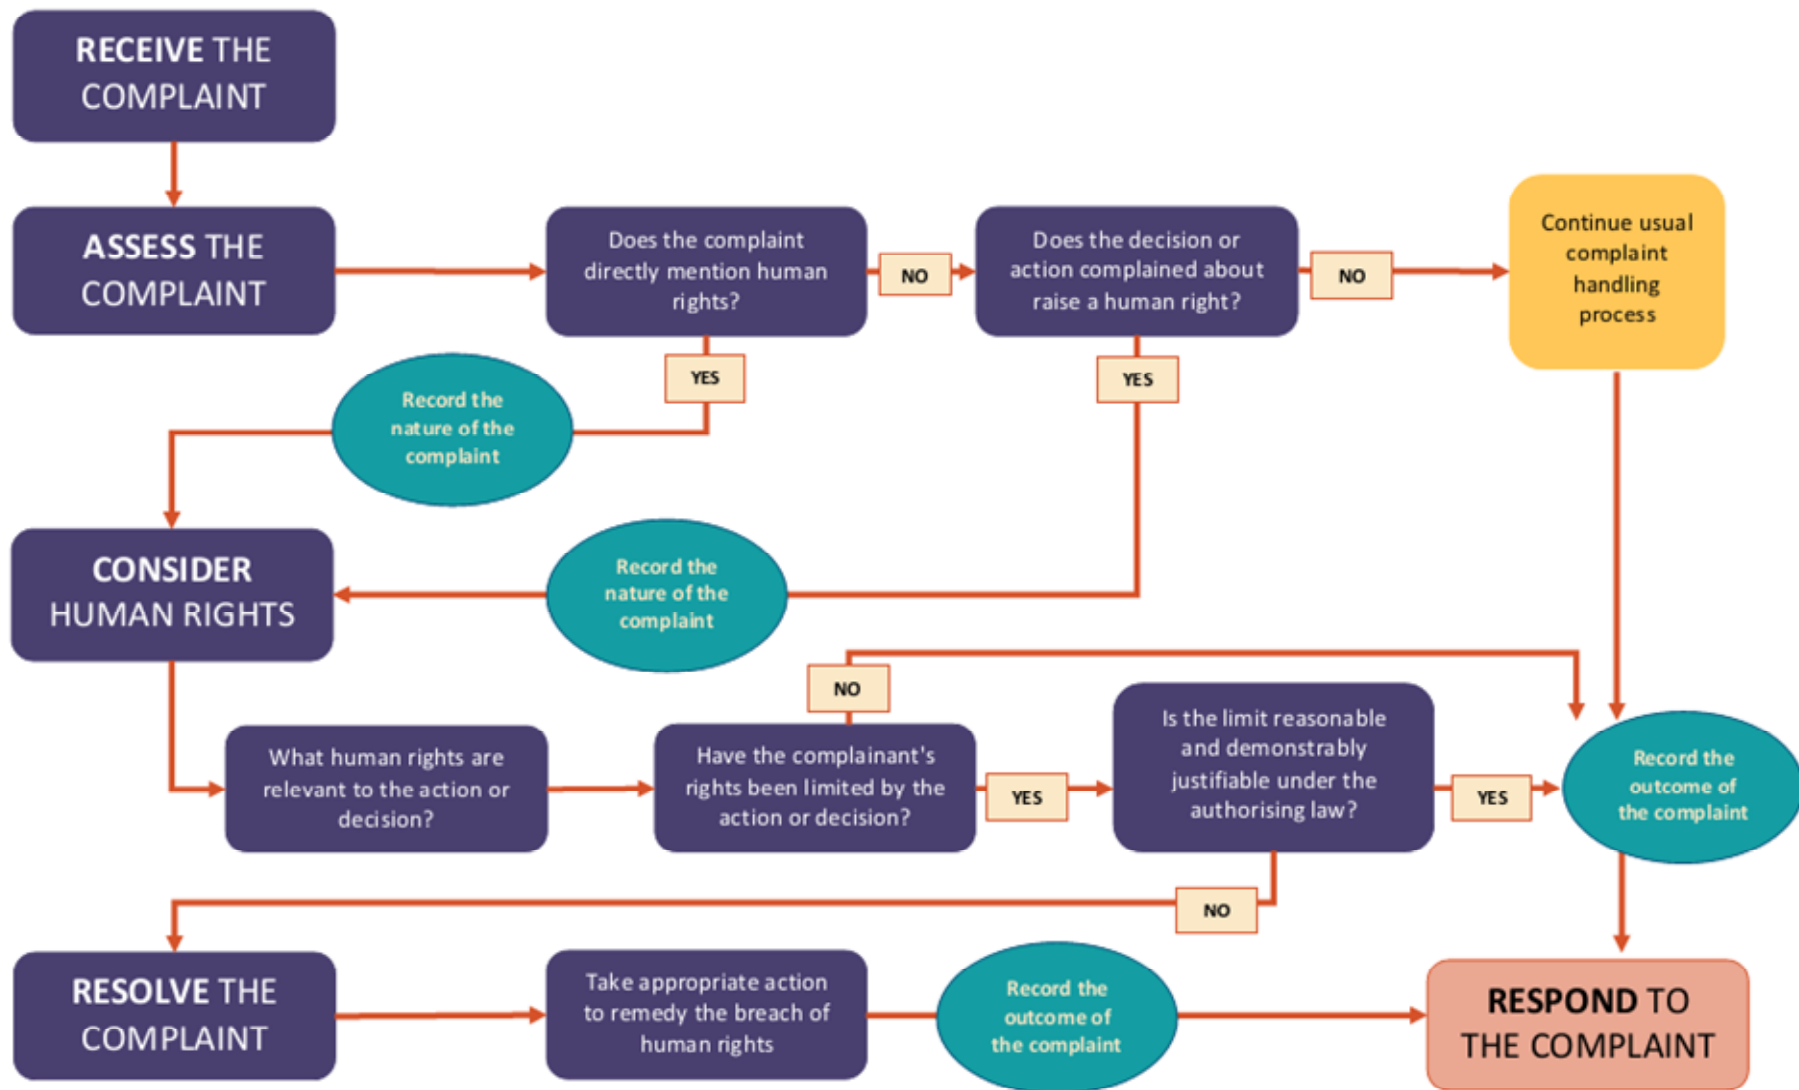 RECEIVE THE
COMPLAINT
ASSESS THE
COMPLAINT
Does the complaint
directly mention human
rights?
NO
Does the decision or
action complained about
raise a human right?
NO
Continue usual
complaint
handling
process
YES
YES
Record the
nature of the
complaint
CONSIDER
HUMAN RIGHTS
Record the
nature of the
complaint
What human rights are
relevant to the action or
decision?
NO
Have the complainant's
rights been limited by the
action or decision?
YES
Is the limit reasonable
and demonstrably
justifiable under the
authorising law?
YES
Record the
outcome of
the complaint
NO
RESOLVE THE
COMPLAINT
Take appropriate action
to remedy the breach of
human rights
Record the
outcome of
the complaint
RESPOND TO
THE COMPLAINT